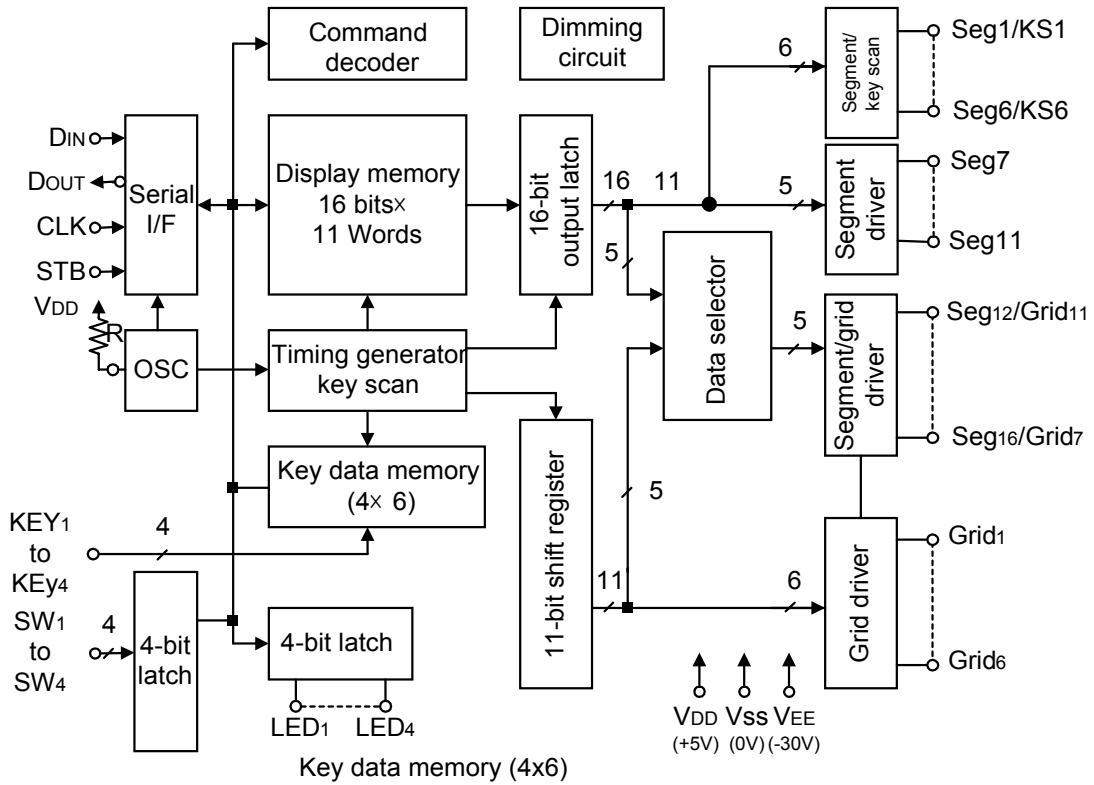 Command
decoder
Dimming
circuit
6
Segment/
key scan
Seg1/KS1
Seg6/KS6
DIN
DOUT
CLK
STB
Serial
I/F
Display memory
16 bits×
11 Words
16-bit
output latch
16
11
5
Segment
driver
Seg7
Seg11
VDD
R
OSC
Timing generator
key scan
5
Data selector
5
Segment/grid
driver
Seg12/Grid11
Seg16/Grid7
Key data memory
(4× 6)
KEY1
to
KEy4
4
11-bit shift register
5
11
6
Grid driver
Grid1
Grid6
SW1
to
SW4
4
4-bit
latch
4-bit latch
LED1
LED4
VDD
(+5V)
Vss
(0V)
VEE
(-30V)
Key data memory (4x6)